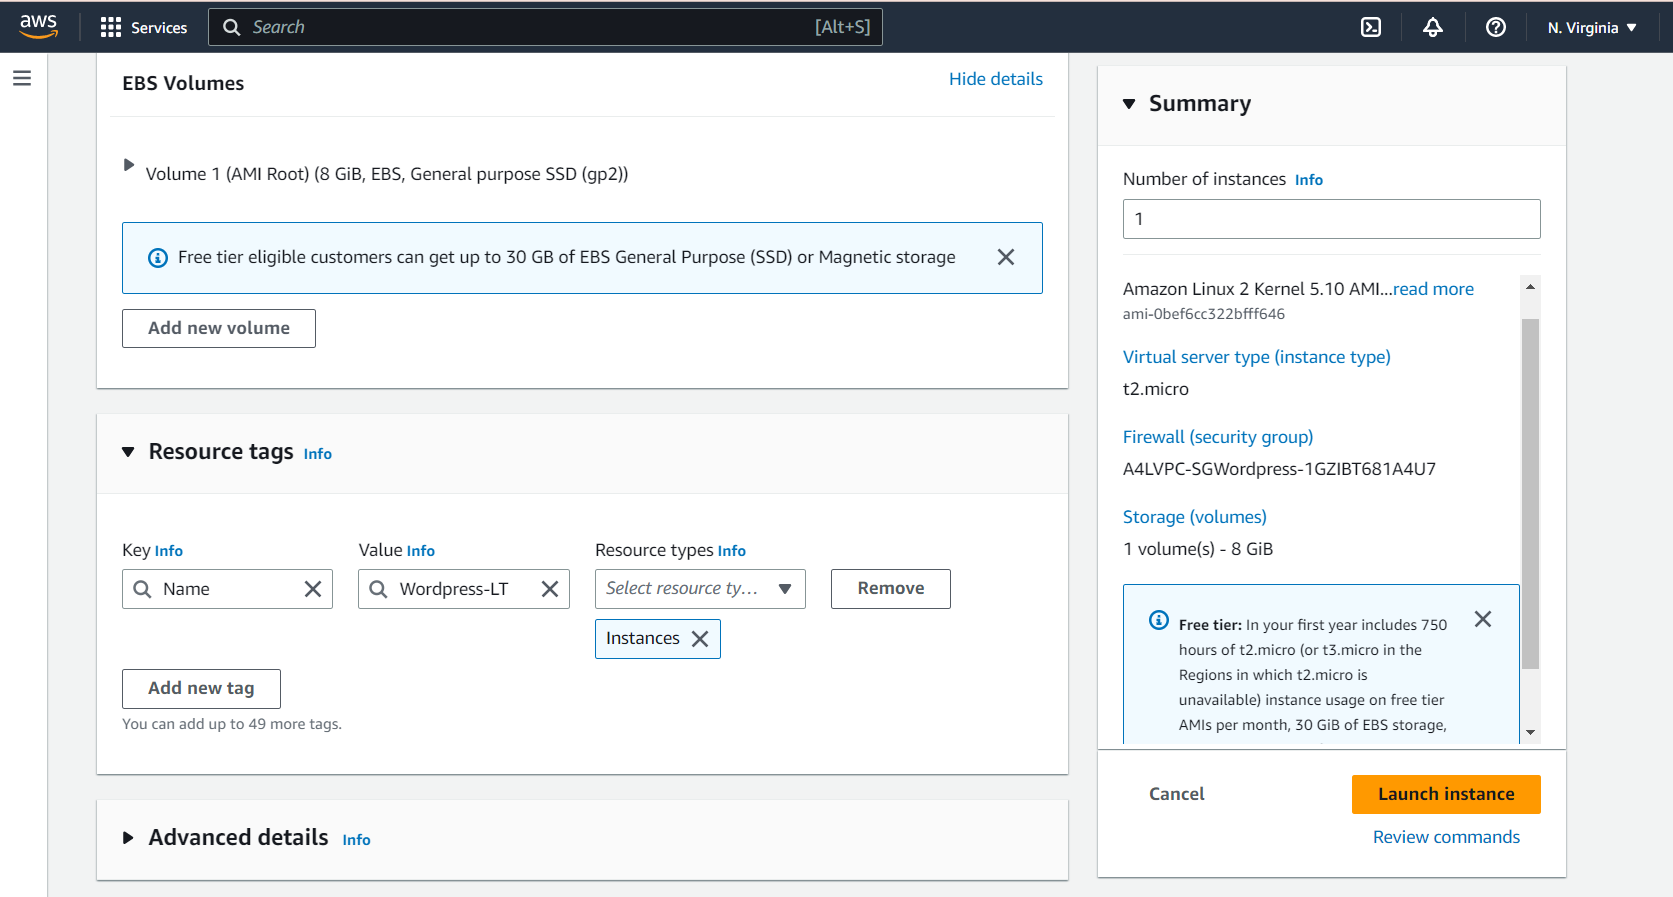 aws
Services
Search
[Alt+S]
N. Virginia
EBS Volumes
Hide details
Volume 1 (AMI Root) (8 GiB, EBS, General purpose SSD (gp2))
Free tier eligible customers can get up to 30 GB of EBS General Purpose (SSD) or Magnetic storage
Add new volume
Resource tags Info
Key Info
Value Info
Resource types Info
Name
Wordpress-LT
Select resource ty...
Remove
Instances
Add new tag
You can add up to 49 more tags.
Advanced details Info
Summary
Number of instances Info
1
Amazon Linux 2 Kernel 5.10 AMI...read more
ami-0bef6cc322bfff646
Virtual server type (instance type)
t2.micro
Firewall (security group)
A4LVPC-SGWordpress-1GZIBT681A4U7
Storage (volumes)
1 volume(s) - 8 GiB
Free tier: In your first year includes 750
hours of t2.micro (or t3.micro in the
Regions in which t2.micro is
unavailable) instance usage on free tier
AMIs per month, 30 GiB of EBS storage,
Cancel
Launch instance
Review commands